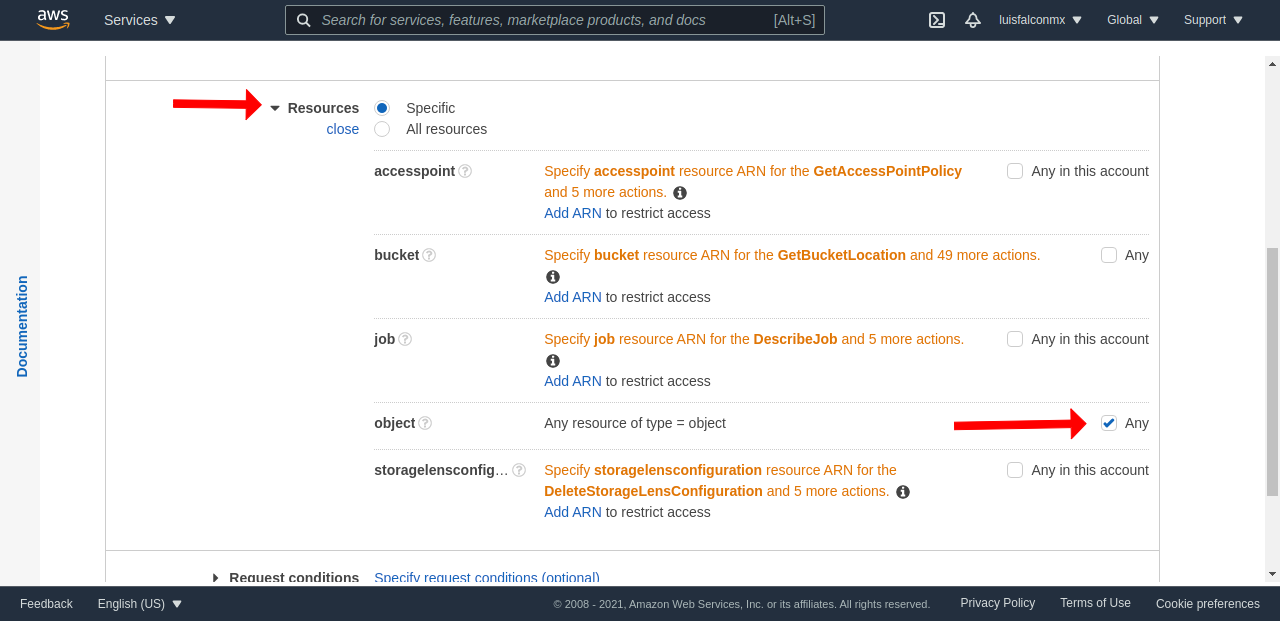 aws Services Search for services, features, marketplace products, and docs [Alt+S] luisfalconmx Global Support
Documentation
Resources Specific
close All resources
accesspoint Specify accesspoint resource ARN for the GetAccessPointPolicy Any in this account
and 5 more actions.
Add ARN to restrict access
bucket Specify bucket resource ARN for the GetBucketLocation and 49 more actions. Any
Add ARN to restrict access
job Specify job resource ARN for the DescribeJob and 5 more actions. Any in this account
Add ARN to restrict access
object Any resource of type = object Any
storagelensconfig… Specify storagelensconfiguration resource ARN for the Any in this account
DeleteStorageLensConfiguration and 5 more actions.
Add ARN to restrict access
Request conditions Specify request conditions (optional)
Feedback English (US) © 2008 - 2021, Amazon Web Services, Inc. or its affiliates. All rights reserved. Privacy Policy Terms of Use Cookie preferences